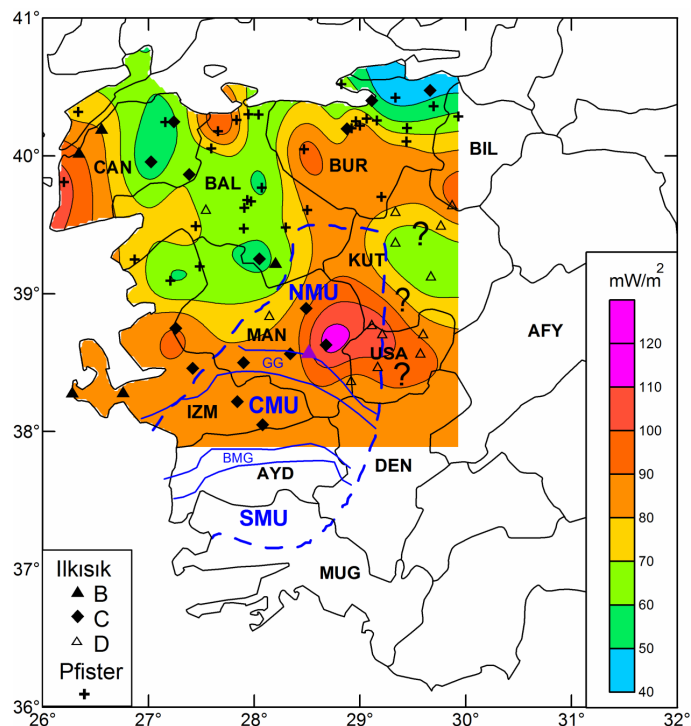 41°
40°
39°
38°
37°
36°
26°
27°
28°
29°
30°
31°
32°
CAN
BAL
BUR
BIL
KUT
?
NMU
?
MAN
USA
AFY
GG
?
IZM
CMU
BMG
AYD
DEN
SMU
MUG
Ilkısık
B
C
D
Pfister
mW/m2
120
110
100
90
80
70
60
50
40